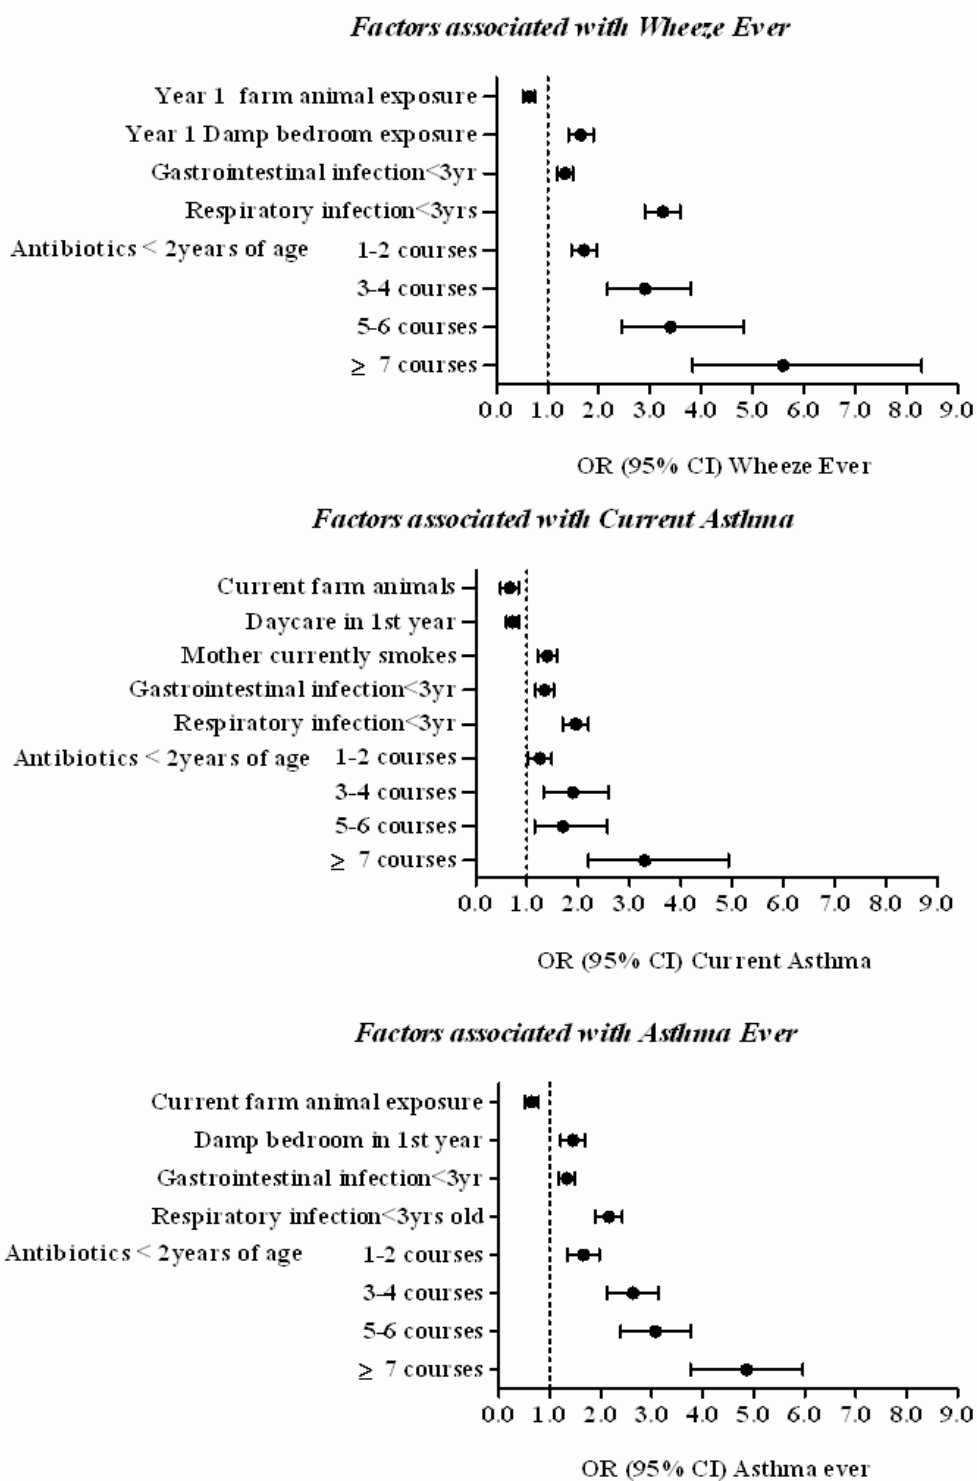 Factors associated with Wheeze Ever
Year 1 farm animal exposure
Year 1 Damp bedroom exposure
Gastrointestinal infection<3yr
Respiratory infection<3yrs
Antibiotics < 2years of age 1-2 courses
3-4 courses
5-6 courses
≥ 7 courses
0.0 1.0 2.0 3.0 4.0 5.0 6.0 7.0 8.0 9.0
OR (95% CI) Wheeze Ever
Factors associated with Current Asthma
Current farm animals
Daycare in 1st year
Mother currently smokes
Gastrointestinal infection<3yr
Respiratory infection<3yr
Antibiotics < 2years of age 1-2 courses
3-4 courses
5-6 courses
≥ 7 courses
0.0 1.0 2.0 3.0 4.0 5.0 6.0 7.0 8.0 9.0
OR (95% CI) Current Asthma
Factors associated with Asthma Ever
Current farm animal exposure
Damp bedroom in 1st year
Gastrointestinal infection<3yr
Respiratory infection<3yrs old
Antibiotics < 2years of age 1-2 courses
3-4 courses
5-6 courses
≥ 7 courses
0.0 1.0 2.0 3.0 4.0 5.0 6.0 7.0 8.0 9.0
OR (95% CI) Asthma ever